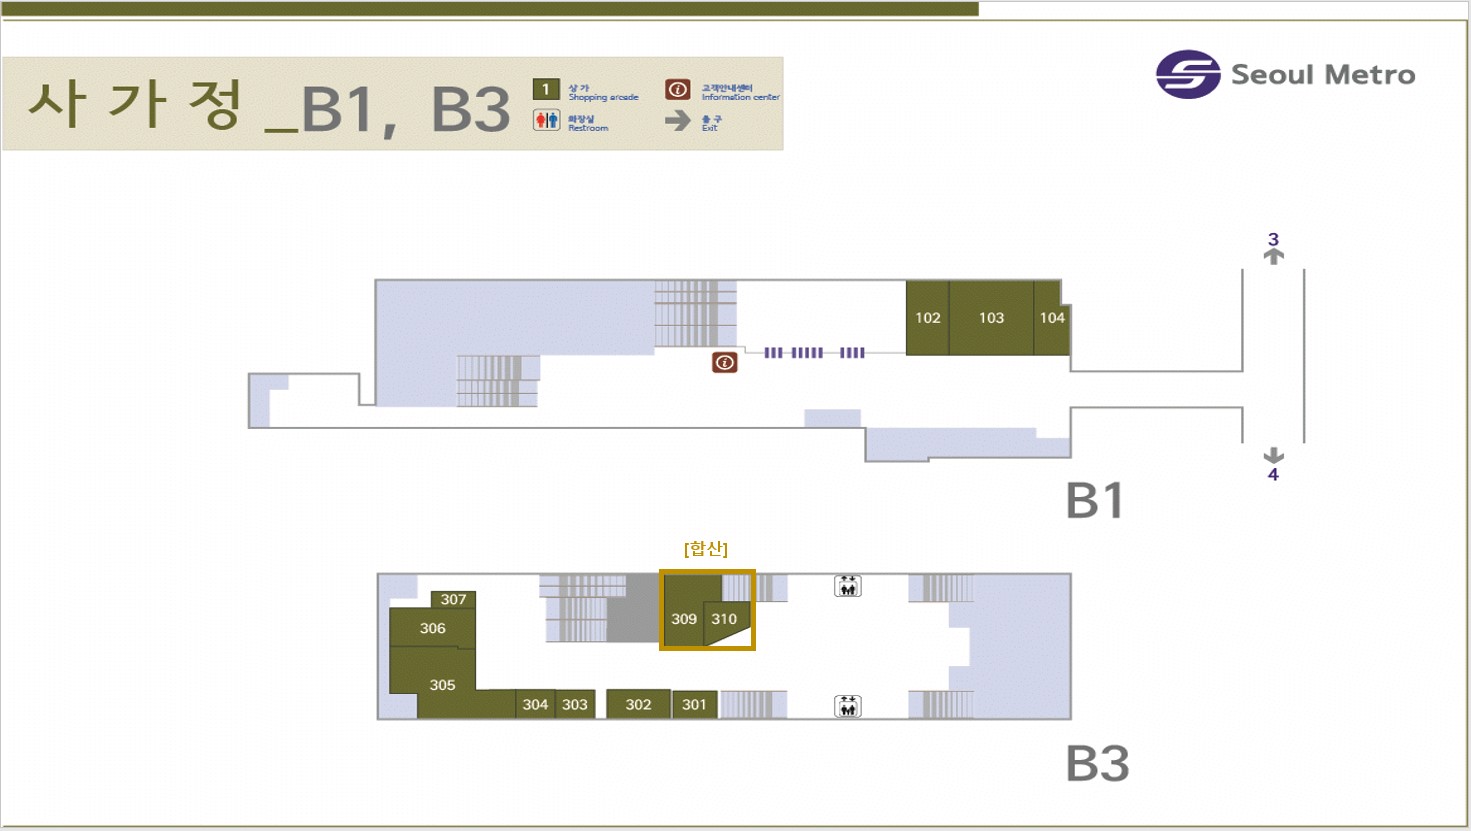 사 가 정 _B1, B3
1 상 가
Shopping arcade
고객안내센터
Information center
화장실
Restroom
출 구
Exit
Seoul Metro
3
102 103 104
4
B1
[합산]
307
306
309 310
305
304 303 302 301
B3